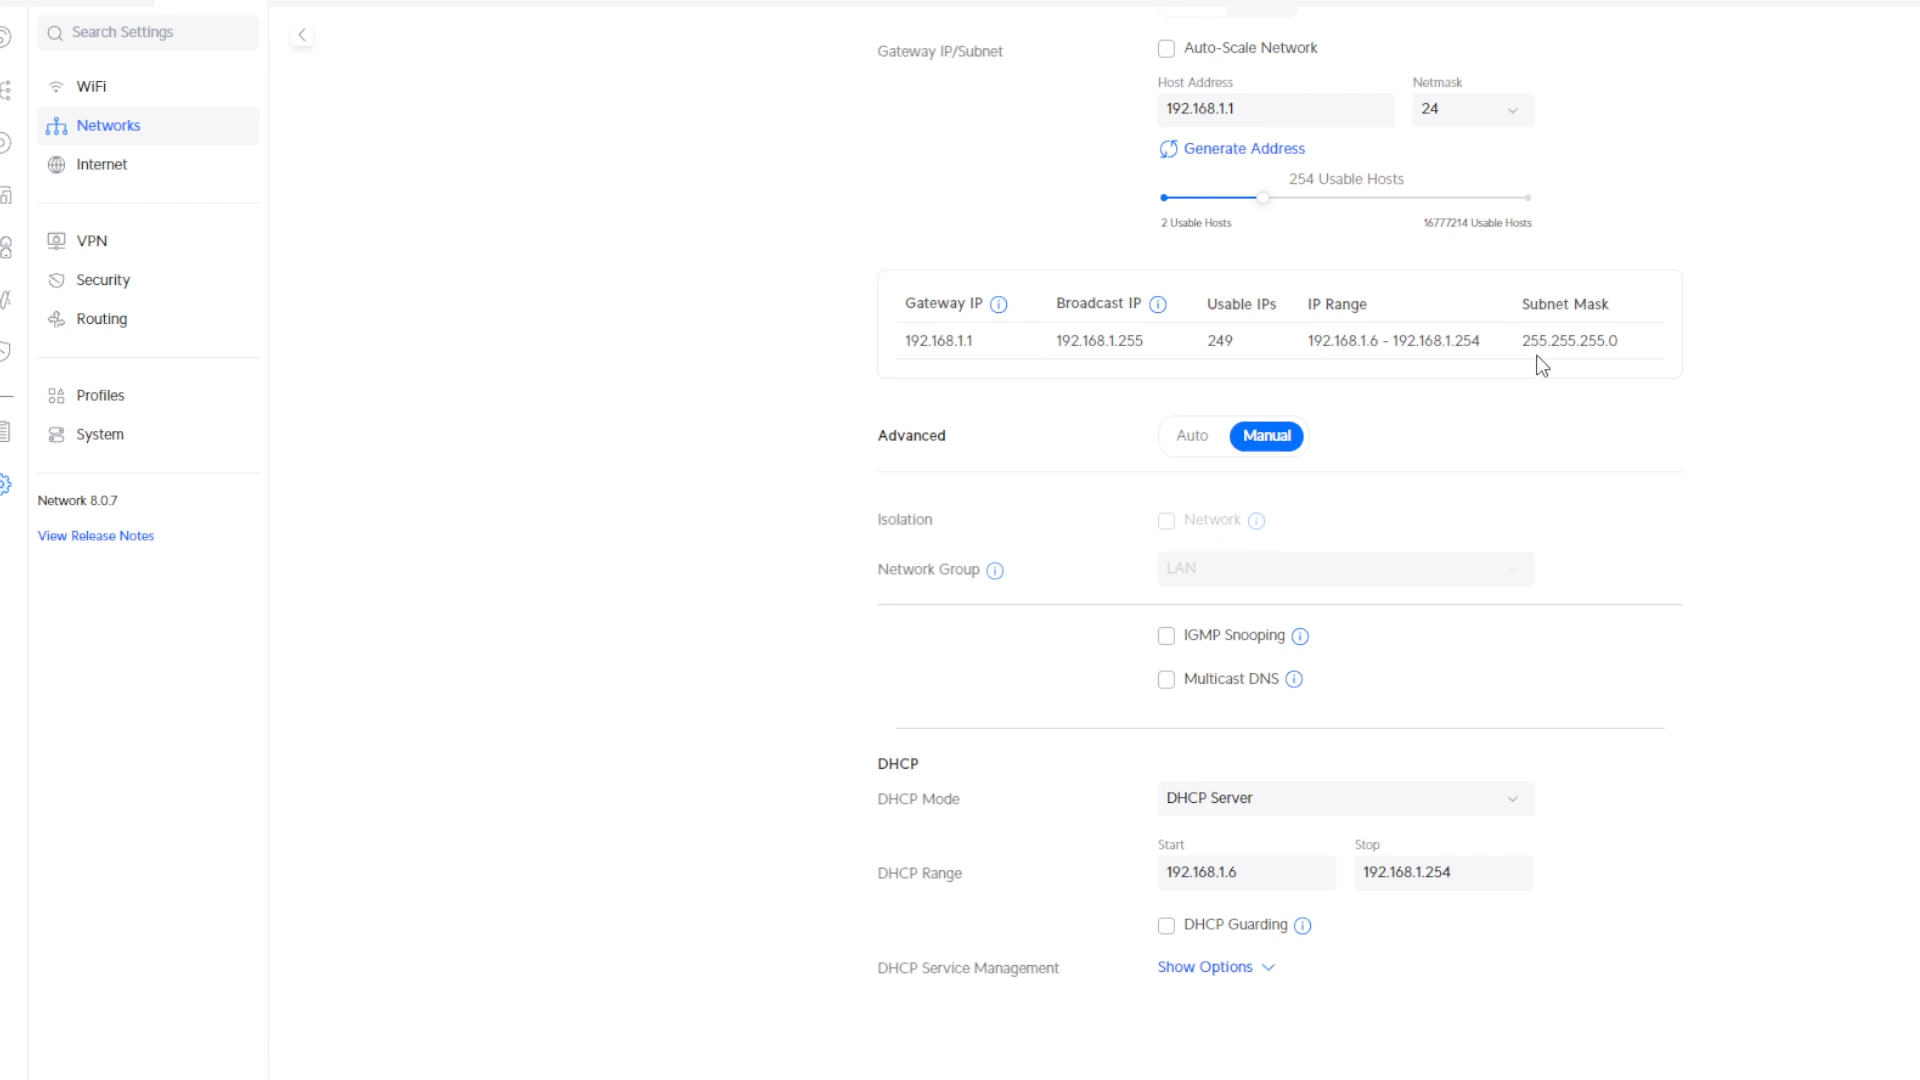 Search Settings
WiFi
Networks
Internet
VPN
Security
Routing
Profiles
System
Network 8.0.7
View Release Notes
Gateway IP/Subnet
Auto-Scale Network
Host Address Netmask
192.168.1.1 24
Generate Address
254 Usable Hosts
2 Usable Hosts 16777214 Usable Hosts
Gateway IP Broadcast IP Usable IPs IP Range Subnet Mask
192.168.1.1 192.168.1.255 249 192.168.1.6 - 192.168.1.254 255.255.255.0
Advanced Auto Manual
Isolation Network
Network Group LAN
IGMP Snooping
Multicast DNS
DHCP
DHCP Mode DHCP Server
Start Stop
DHCP Range 192.168.1.6 192.168.1.254
DHCP Guarding
DHCP Service Management Show Options